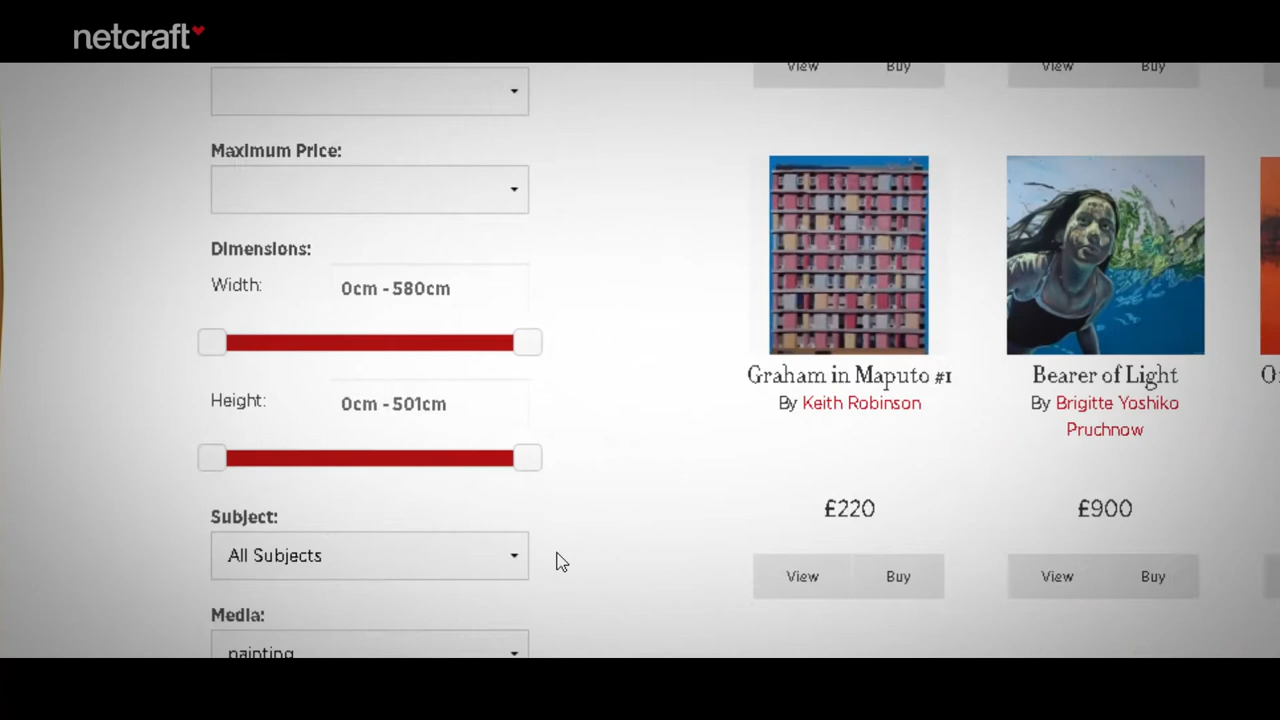 netcraft
View Buy
View Buy
Maximum Price:
Dimensions:
Width:
0cm - 580cm
Height:
0cm - 501cm
Subject:
All Subjects
Media:
painting
Graham in Maputo #1
By Keith Robinson
£220
View Buy
Bearer of Light
By Brigitte Yoshiko
Pruchnow
£900
View Buy